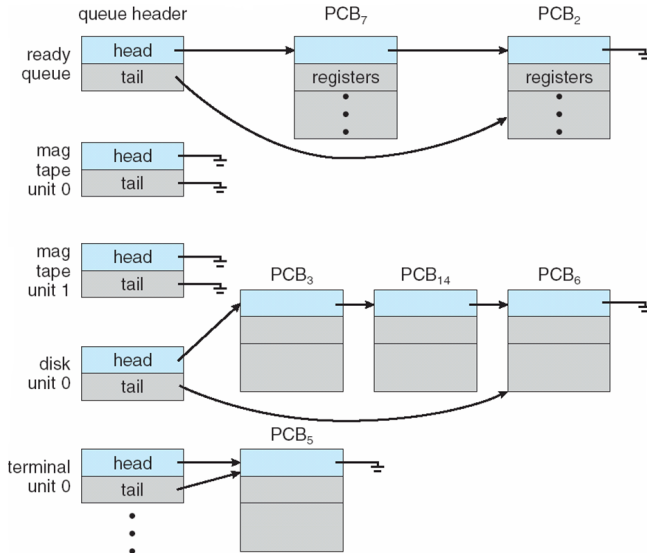 queue header PCB₇ PCB₂
ready queue
head
tail
registers
registers
mag tape unit 0
head
tail
mag tape unit 1
head
tail
PCB₃ PCB₁₄ PCB₆
disk unit 0
head
tail
PCB₅
terminal unit 0
head
tail